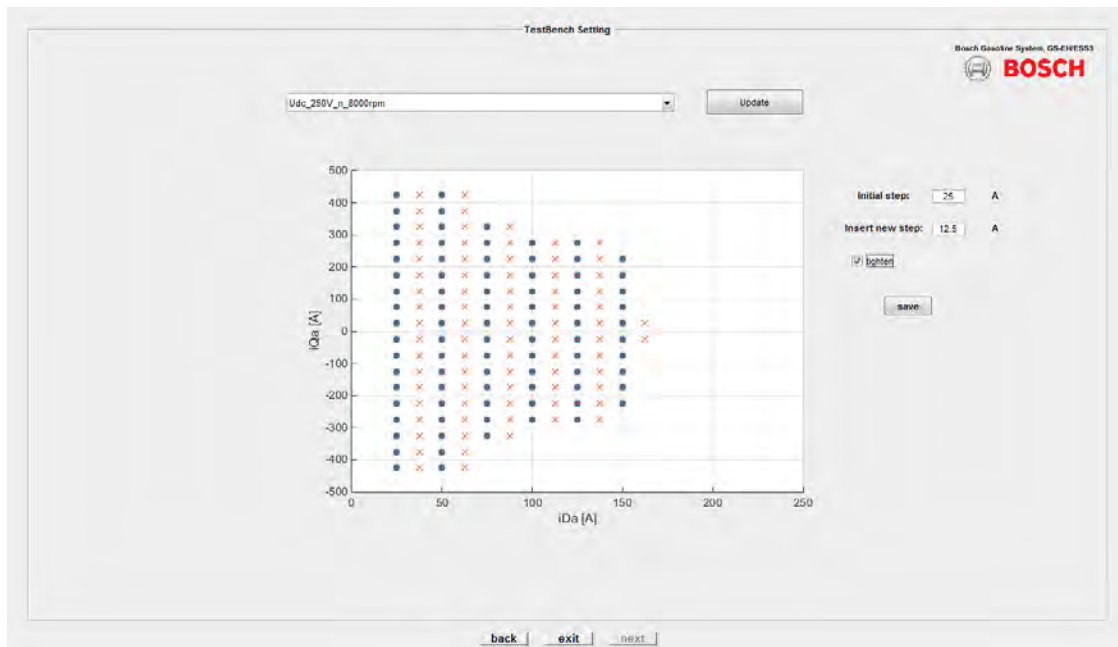 TestBench Setting
Bosch Gasoline System, GS-EH/ESS3
BOSCH
Udc_250V_n_8000rpm
Update
500
400
300
200
100
0
-100
-200
-300
-400
-500
iQa [A]
0 50 100 150 200 250
iDa [A]
Initial step: 25 A
Insert new step: 12.5 A
tighten
save
back exit next